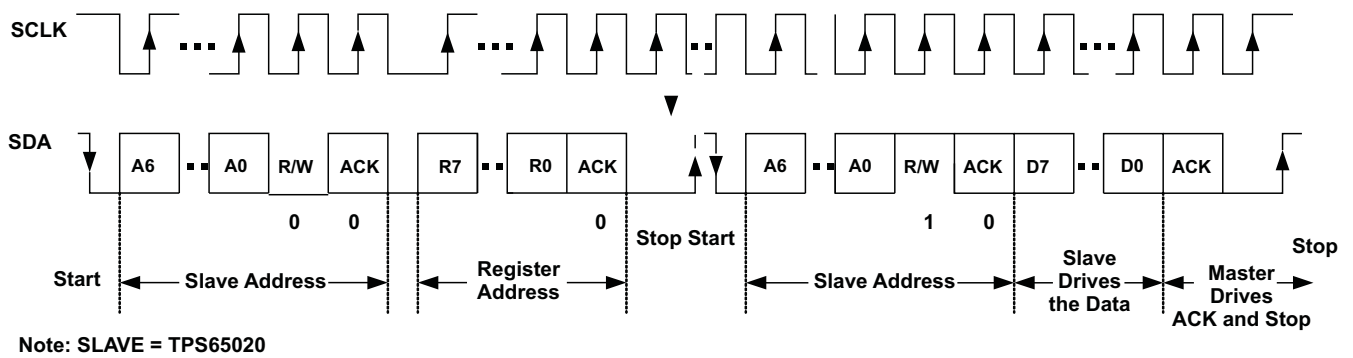 SCLK
SDA
A6 A0 R/W ACK R7 R0 ACK A6 A0 R/W ACK D7 D0 ACK
0 0 0 1 0
Stop Start
Stop
Start
Slave Address
Register
Address
Slave Address
Slave
Drives
the Data
Master
Drives
ACK and Stop
Note: SLAVE = TPS65020